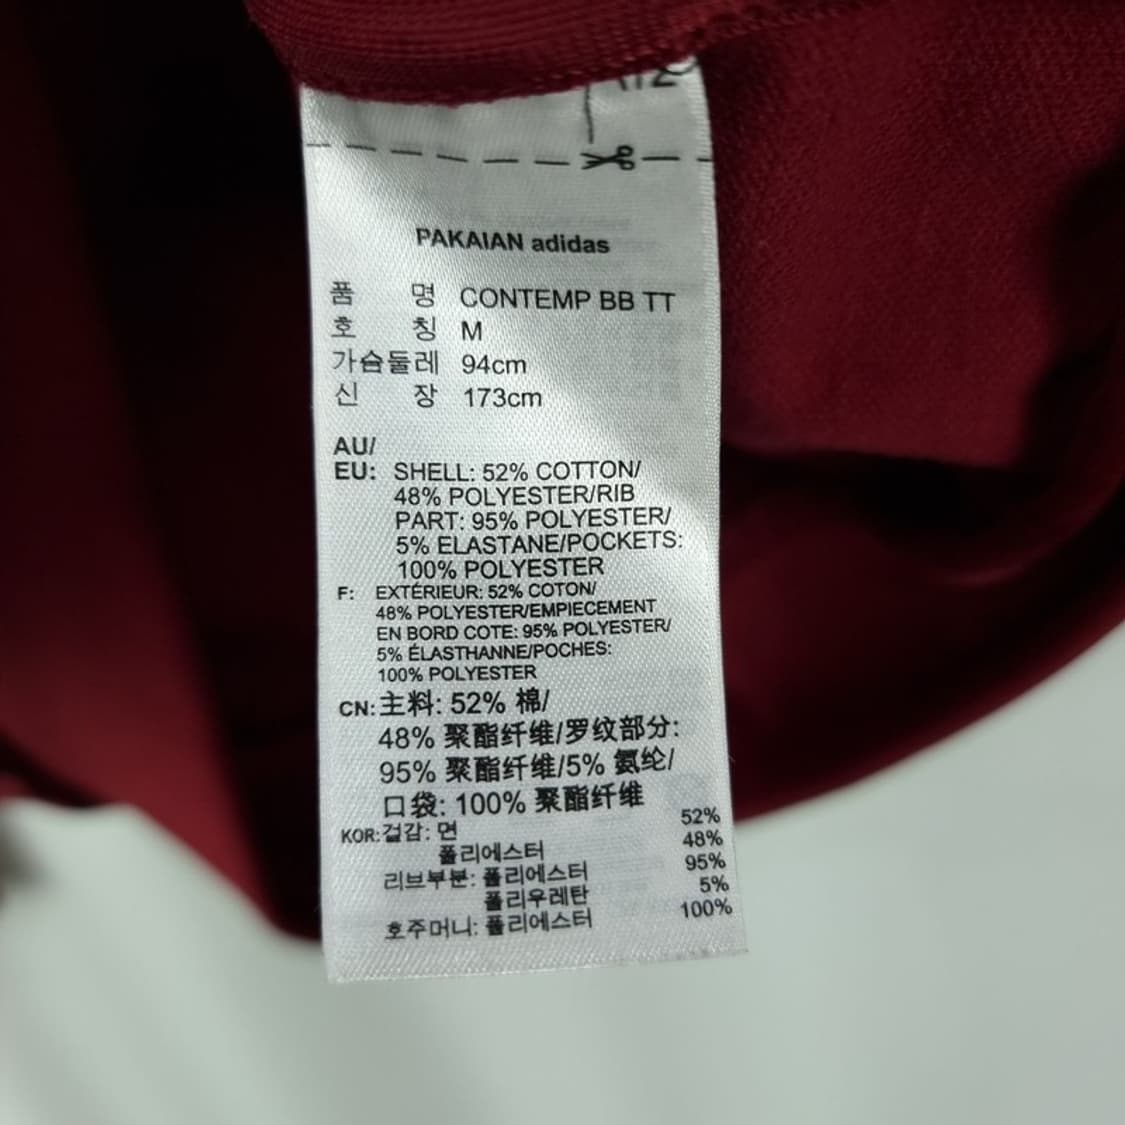 PAKAIAN adidas
품 명 CONTEMP BB TT
호 칭 M
가슴둘레 94cm
신 장 173cm
AU/
EU: SHELL: 52% COTTON/
48% POLYESTER/RIB
PART: 95% POLYESTER/
5% ELASTANE/POCKETS:
100% POLYESTER
F: EXTÉRIEUR: 52% COTON/
48% POLYESTER/EMPIECEMENT
EN BORD COTE: 95% POLYESTER/
5% ÉLASTHANNE/POCHES:
100% POLYESTER
CN: 主料: 52% 棉/
48% 聚酯纤维/罗纹部分:
95% 聚酯纤维/5% 氨纶/
口袋: 100% 聚酯纤维
KOR: 겉감: 면 52%
폴리에스터 48%
리브부분: 폴리에스터 95%
폴리우레탄 5%
호주머니: 폴리에스터 100%